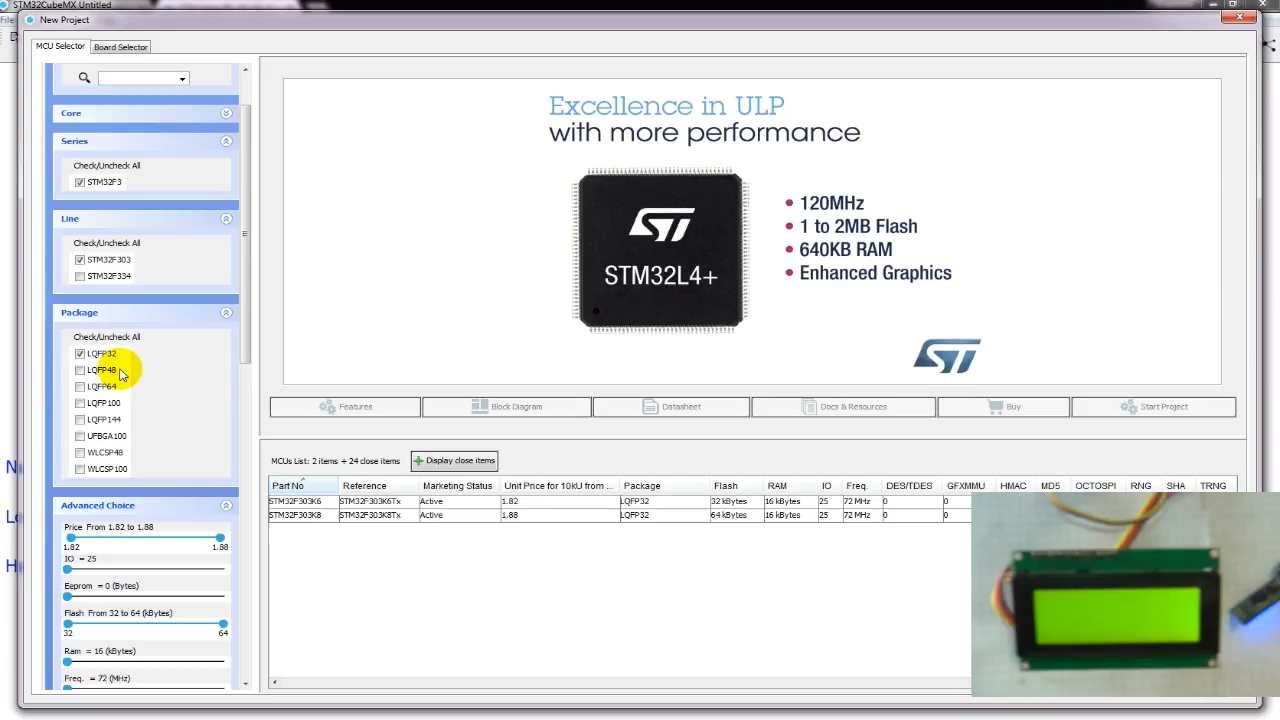 STM32CubeMX Untitled
File
New Project
MCU Selector
Board Selector
Core
Series
Check/Uncheck All
STM32F3
Line
Check/Uncheck All
STM32F303
STM32F334
Package
Check/Uncheck All
LQFP32
LQFP48
LQFP64
LQFP100
LQFP144
UFBGA100
WLCSP48
WLCSP100
Advanced Choice
Price From 1.82 to 1.88
1.82 1.88
IO = 25
Eeprom = 0 (Bytes)
Flash From 32 to 64 (kBytes)
32 64
Ram = 16 (kBytes)
Freq. = 72 (MHz)
Excellence in ULP
with more performance
ST
STM32L4+
• 120MHz
• 1 to 2MB Flash
• 640KB RAM
• Enhanced Graphics
ST
Features Block Diagram Datasheet Docs & Resources Buy Start Project
MCUs List: 2 items + 24 close items Display close items
Part No Reference Marketing Status Unit Price for 10kU from ... Package Flash RAM IO Freq. DES/TDES GFXMMU HMAC MD5 OCTOSPI RNG SHA TRNG
STM32F303K6 STM32F303K6Tx Active 1.82 LQFP32 32 kBytes 16 kBytes 25 72 MHz 0 0
STM32F303K8 STM32F303K8Tx Active 1.88 LQFP32 64 kBytes 16 kBytes 25 72 MHz 0 0